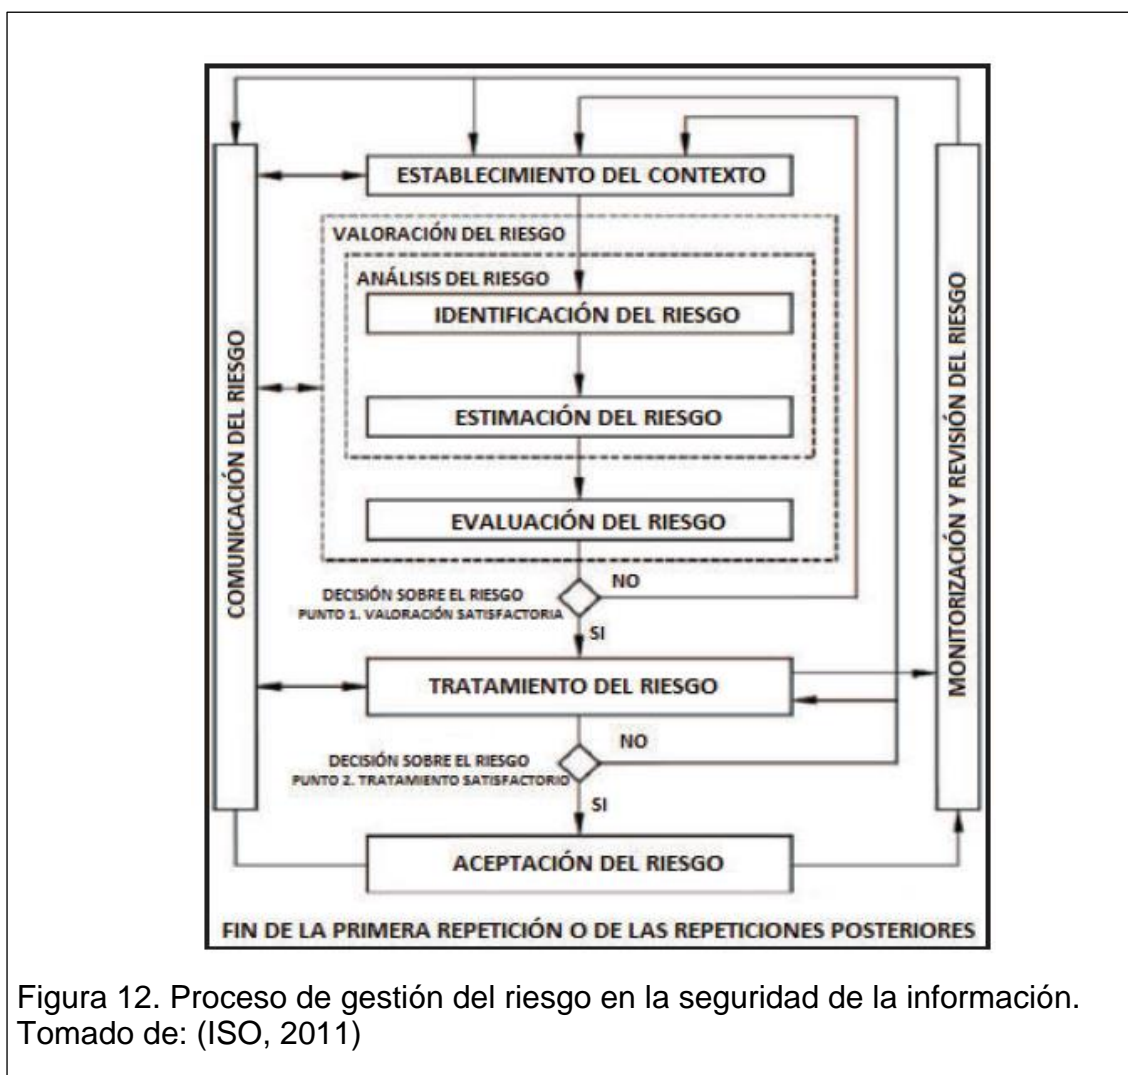 ESTABLECIMIENTO DEL CONTEXTO
VALORACIÓN DEL RIESGO
ANÁLISIS DEL RIESGO
IDENTIFICACIÓN DEL RIESGO
ESTIMACIÓN DEL RIESGO
EVALUACIÓN DEL RIESGO
COMUNICACIÓN DEL RIESGO
MONITORIZACIÓN Y REVISIÓN DEL RIESGO
NO
DECISIÓN SOBRE EL RIESGO
PUNTO 1. VALORACIÓN SATISFACTORIA
SI
TRATAMIENTO DEL RIESGO
NO
DECISIÓN SOBRE EL RIESGO
PUNTO 2. TRATAMIENTO SATISFACTORIO
SI
ACEPTACIÓN DEL RIESGO
FIN DE LA PRIMERA REPETICIÓN O DE LAS REPETICIONES POSTERIORES
Figura 12. Proceso de gestión del riesgo en la seguridad de la información.
Tomado de: (ISO, 2011)